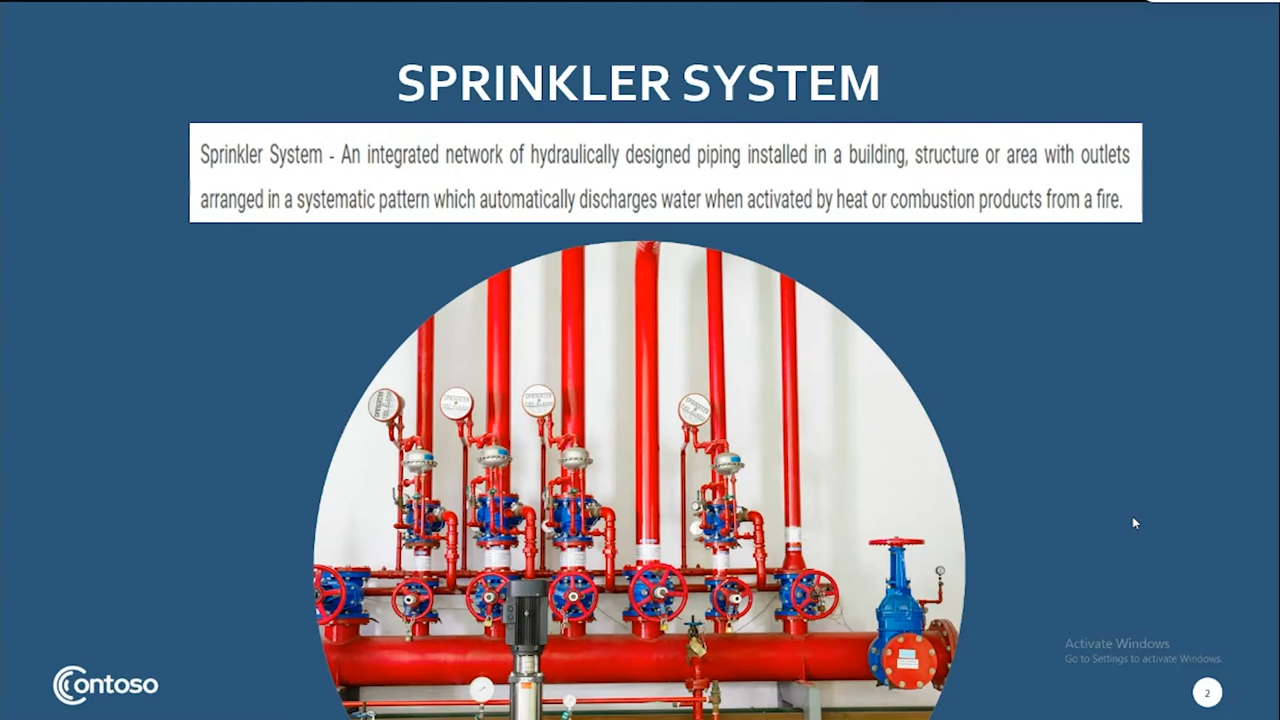 SPRINKLER SYSTEM
Sprinkler System - An integrated network of hydraulically designed piping installed in a building, structure or area with outlets
arranged in a systematic pattern which automatically discharges water when activated by heat or combustion products from a fire.
SPRINKLER
SPRINKLER
Activate Windows
Go to Settings to activate Windows.
Contoso
2